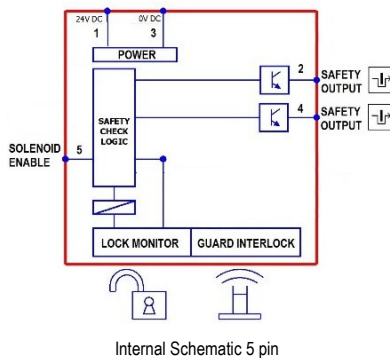 24V DC 0V DC
1 3
POWER
2 SAFETY
OUTPUT
SAFETY
CHECK
LOGIC
4 SAFETY
OUTPUT
SOLENOID
ENABLE
5
LOCK MONITOR GUARD INTERLOCK
Internal Schematic 5 pin